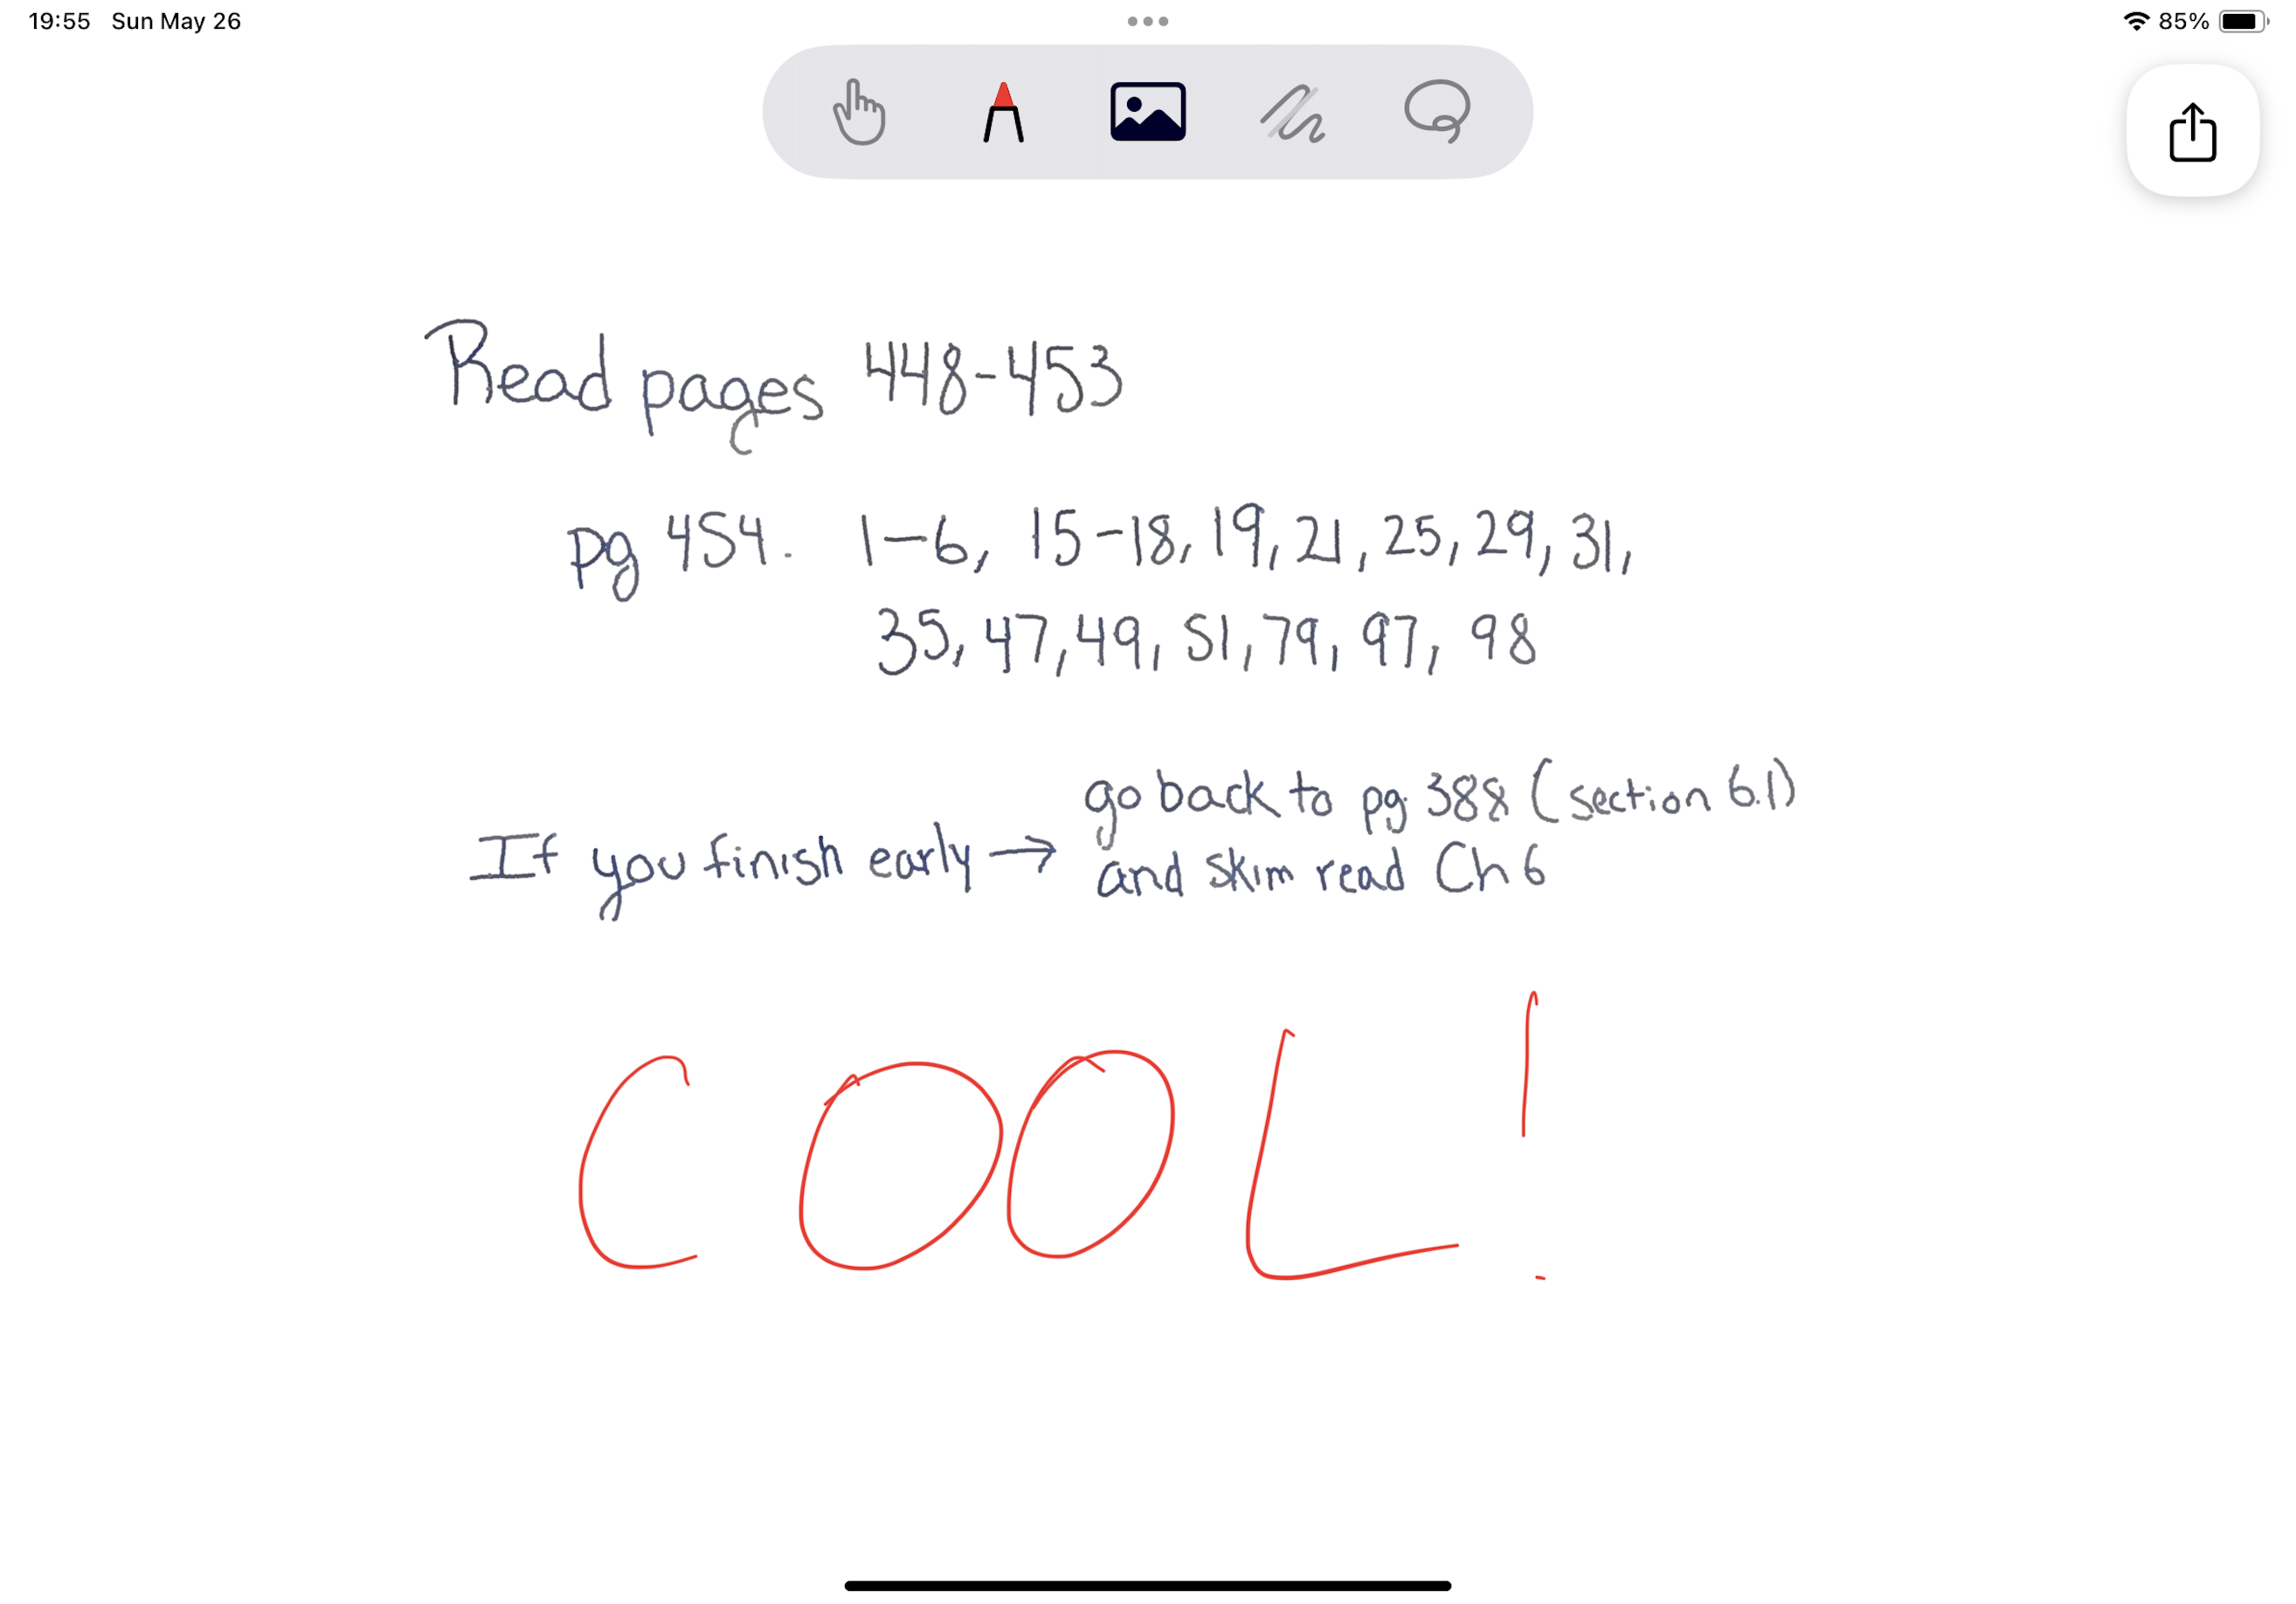 19:55 Sun May 26 85%
Read pages 448-453
pg 454. 1-6, 15-18, 19, 21, 25, 29, 31,
35, 47, 49, 51, 79, 97, 98
If you finish early → go back to pg. 388 (section 6.1)
and skim read Ch 6
COOL!